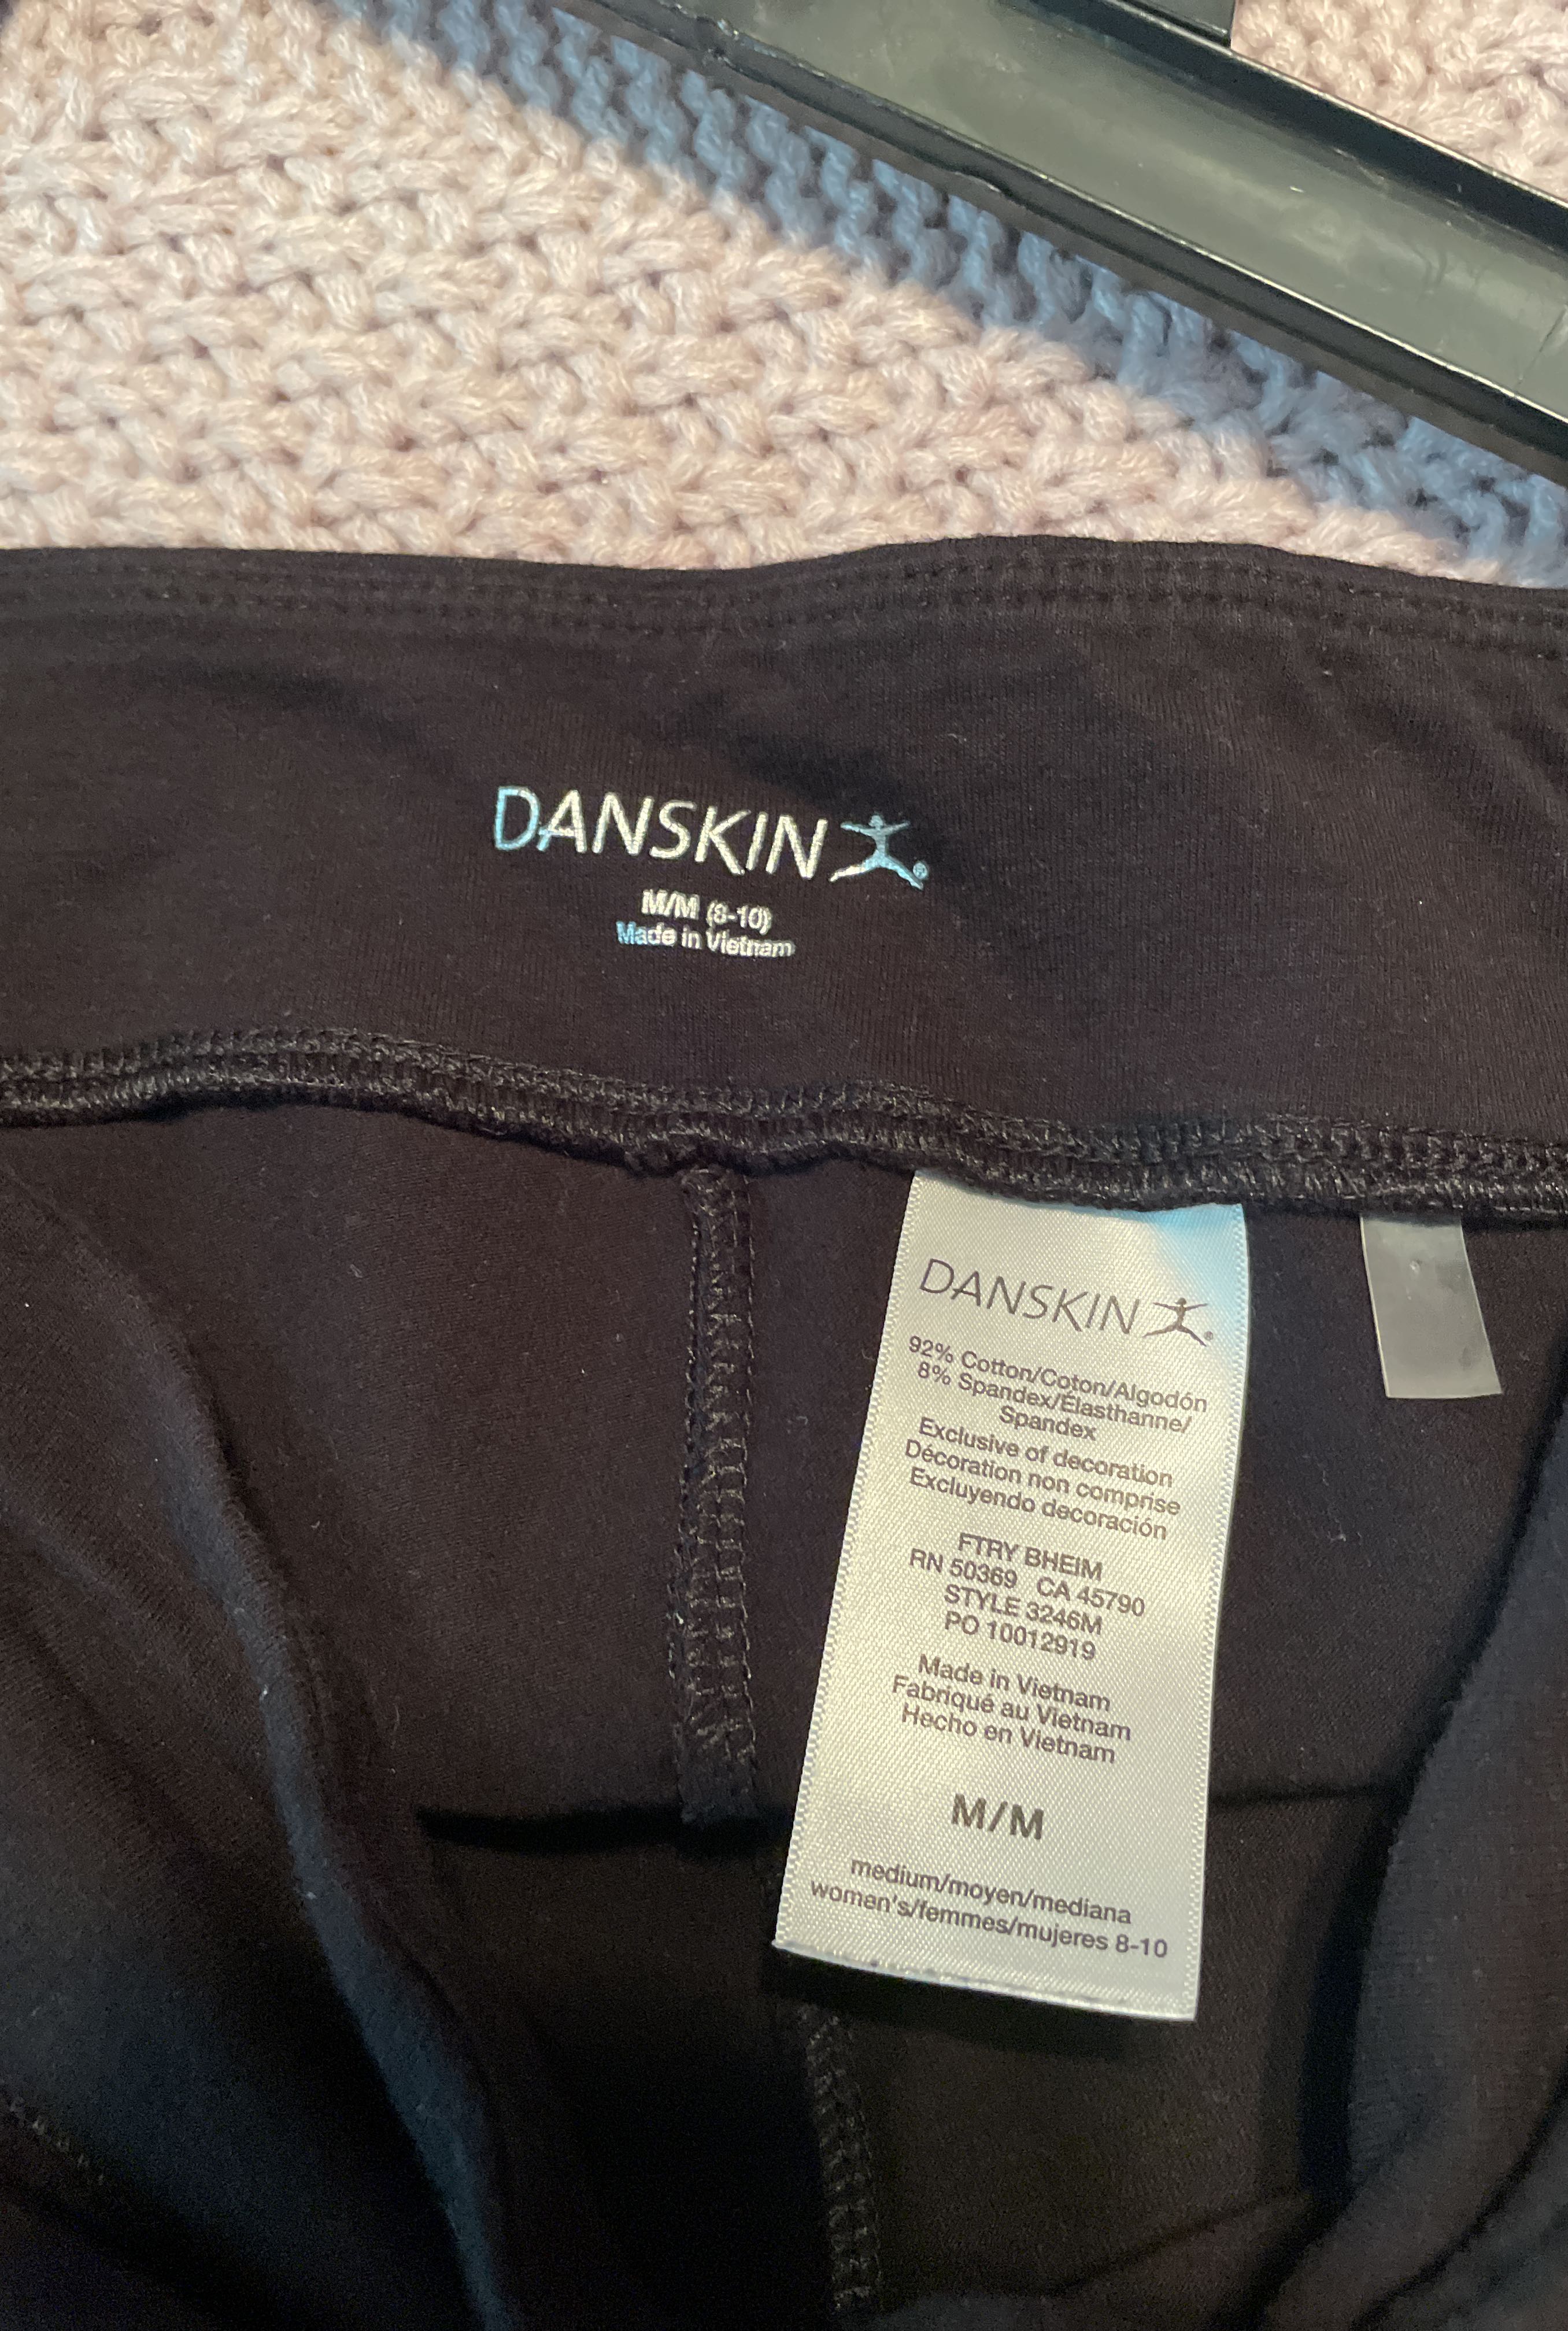 DANSKIN®
M/M (8-10)
Made in Vietnam
DANSKIN®
92% Cotton/Coton/Algodón
8% Spandex/Élasthanne/
Spandex
Exclusive of decoration
Décoration non comprise
Excluyendo decoración
FTRY BHEIM
RN 50369 CA 45790
STYLE 3246M
PO 10012919
Made in Vietnam
Fabriqué au Vietnam
Hecho en Vietnam
M/M
medium/moyen/mediana
women's/femmes/mujeres 8-10